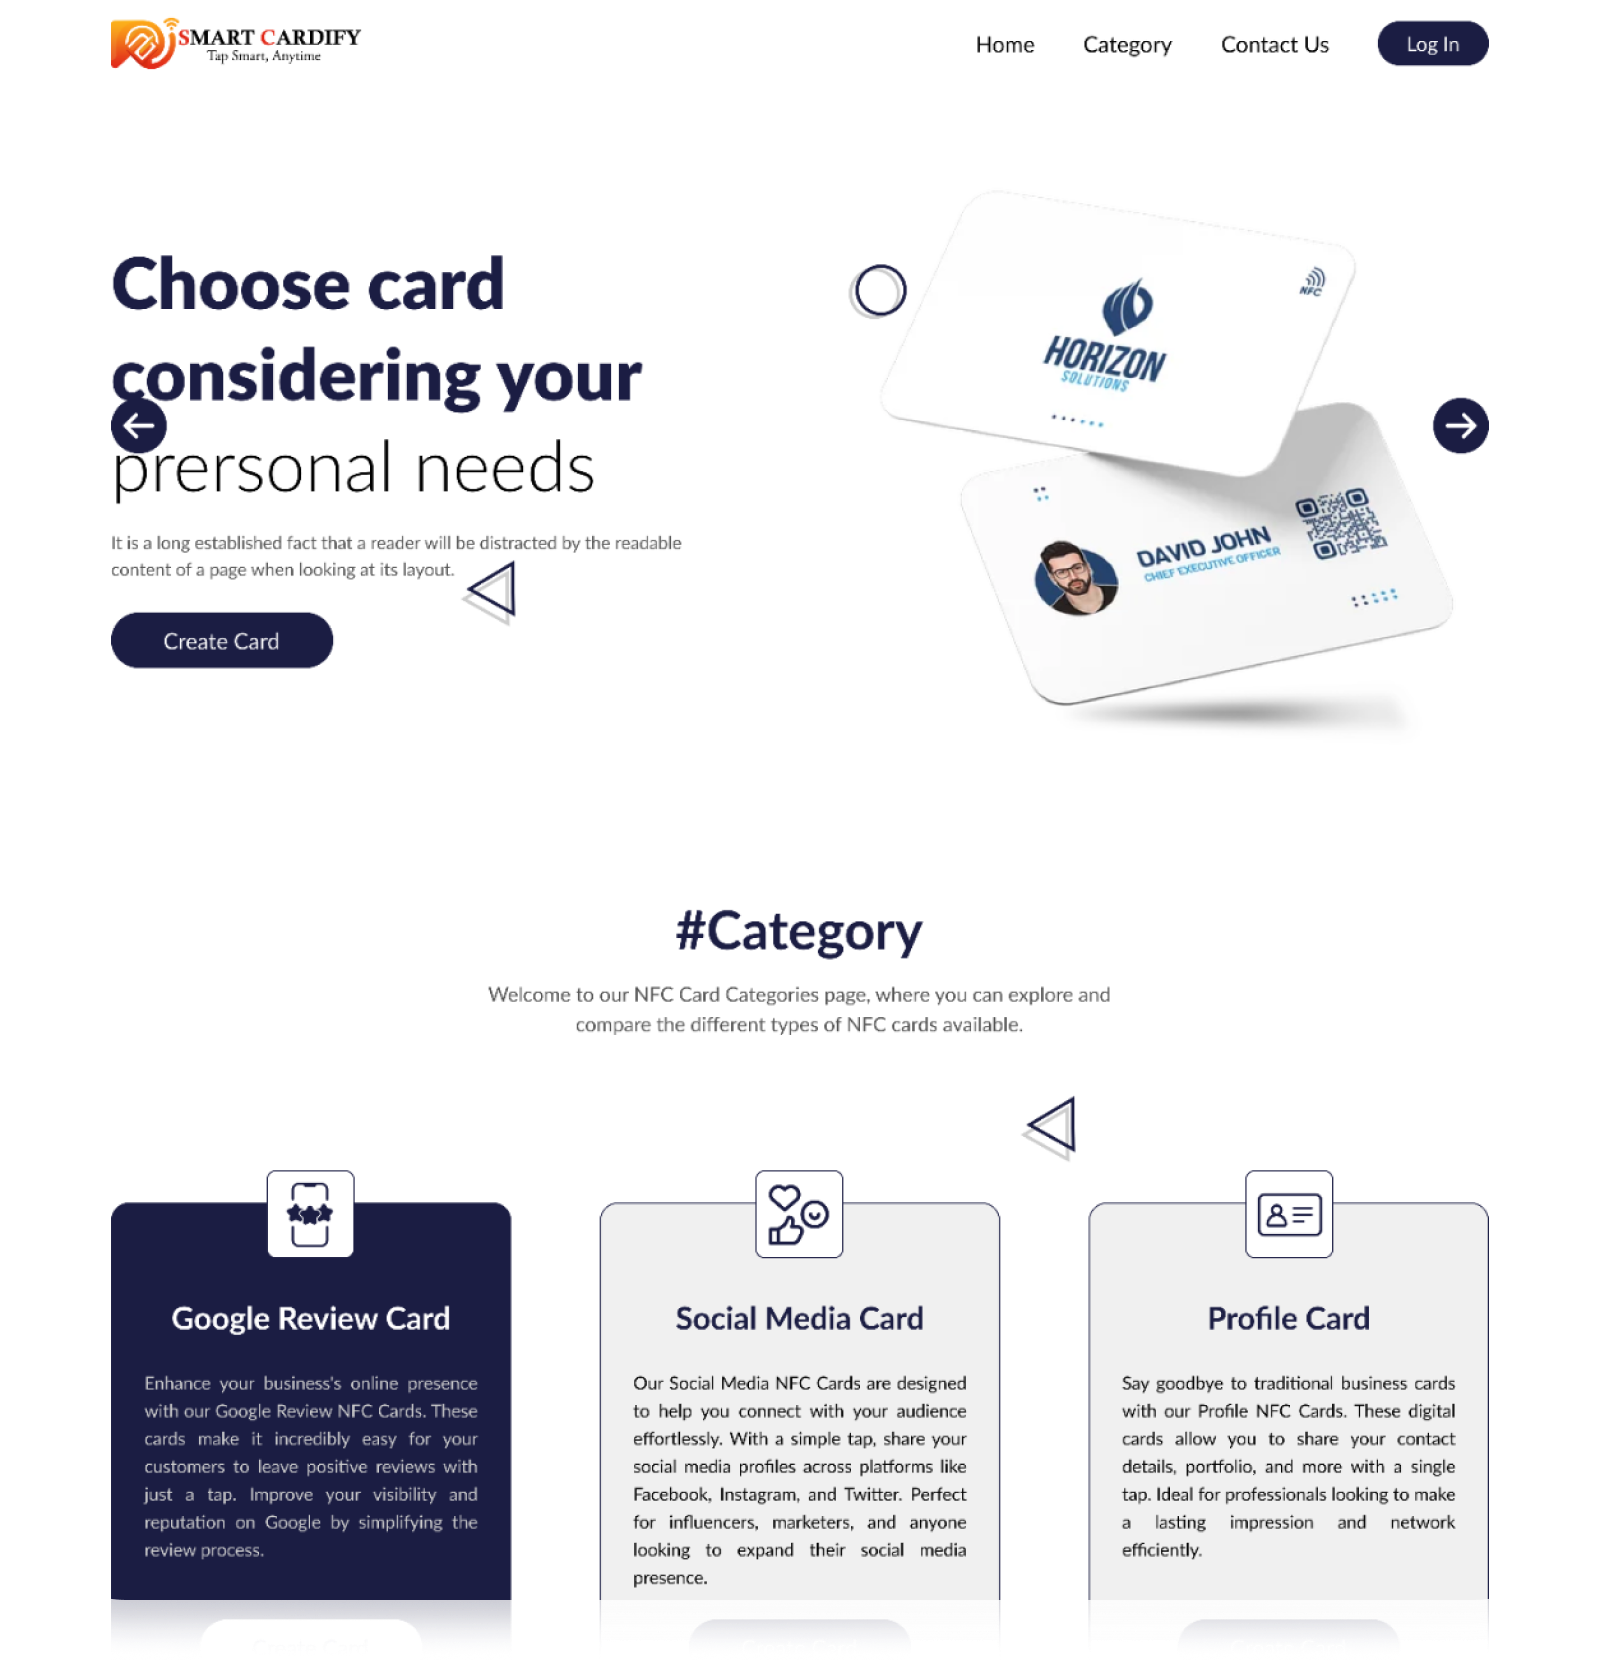 SMART CARDIFY
Tap Smart, Anytime
Home
Category
Contact Us
Log In
Choose card
considering your
prersonal needs
It is a long established fact that a reader will be distracted by the readable
content of a page when looking at its layout.
Create Card
NFC
HORIZON
SOLUTIONS
DAVID JOHN
CHIEF EXECUTIVE OFFICER
#Category
Welcome to our NFC Card Categories page, where you can explore and
compare the different types of NFC cards available.
Google Review Card
Enhance your business's online presence
with our Google Review NFC Cards. These
cards make it incredibly easy for your
customers to leave positive reviews with
just a tap. Improve your visibility and
reputation on Google by simplifying the
review process.
Social Media Card
Our Social Media NFC Cards are designed
to help you connect with your audience
effortlessly. With a simple tap, share your
social media profiles across platforms like
Facebook, Instagram, and Twitter. Perfect
for influencers, marketers, and anyone
looking to expand their social media
presence.
Profile Card
Say goodbye to traditional business cards
with our Profile NFC Cards. These digital
cards allow you to share your contact
details, portfolio, and more with a single
tap. Ideal for professionals looking to make
a lasting impression and network
efficiently.